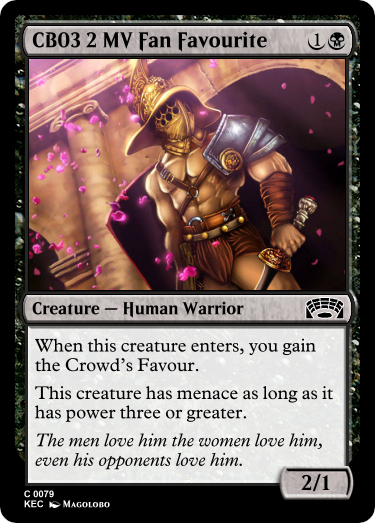 CB03 2 MV Fan Favourite 1
Creature — Human Warrior
When this creature enters, you gain
the Crowd's Favour.
This creature has menace as long as it
has power three or greater.
The men love him the women love him,
even his opponents love him.
2/1
C 0079
KEC Magolobo